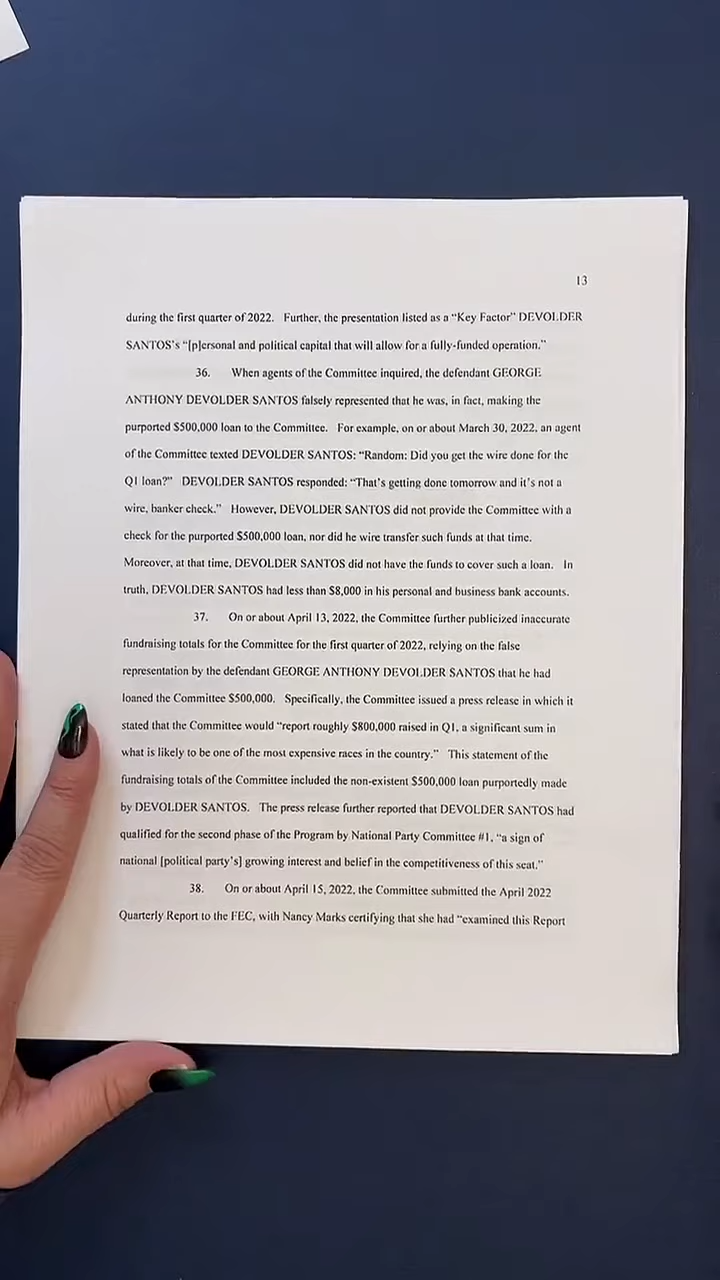 13
during the first quarter of 2022. Further, the presentation listed as a “Key Factor” DEVOLDER
SANTOS’s “[p]ersonal and political capital that will allow for a fully-funded operation.”
36. When agents of the Committee inquired, the defendant GEORGE
ANTHONY DEVOLDER SANTOS falsely represented that he was, in fact, making the
purported $500,000 loan to the Committee. For example, on or about March 30, 2022, an agent
of the Committee texted DEVOLDER SANTOS: “Random: Did you get the wire done for the
Q1 loan?” DEVOLDER SANTOS responded: “That’s getting done tomorrow and it’s not a
wire, banker check.” However, DEVOLDER SANTOS did not provide the Committee with a
check for the purported $500,000 loan, nor did he wire transfer such funds at that time.
Moreover, at that time, DEVOLDER SANTOS did not have the funds to cover such a loan. In
truth, DEVOLDER SANTOS had less than $8,000 in his personal and business bank accounts.
37. On or about April 13, 2022, the Committee further publicized inaccurate
fundraising totals for the Committee for the first quarter of 2022, relying on the false
representation by the defendant GEORGE ANTHONY DEVOLDER SANTOS that he had
loaned the Committee $500,000. Specifically, the Committee issued a press release in which it
stated that the Committee would “report roughly $800,000 raised in Q1, a significant sum in
what is likely to be one of the most expensive races in the country.” This statement of the
fundraising totals of the Committee included the non-existent $500,000 loan purportedly made
by DEVOLDER SANTOS. The press release further reported that DEVOLDER SANTOS had
qualified for the second phase of the Program by National Party Committee #1, “a sign of
national [political party’s] growing interest and belief in the competitiveness of this seat.”
38. On or about April 15, 2022, the Committee submitted the April 2022
Quarterly Report to the FEC, with Nancy Marks certifying that she had “examined this Report